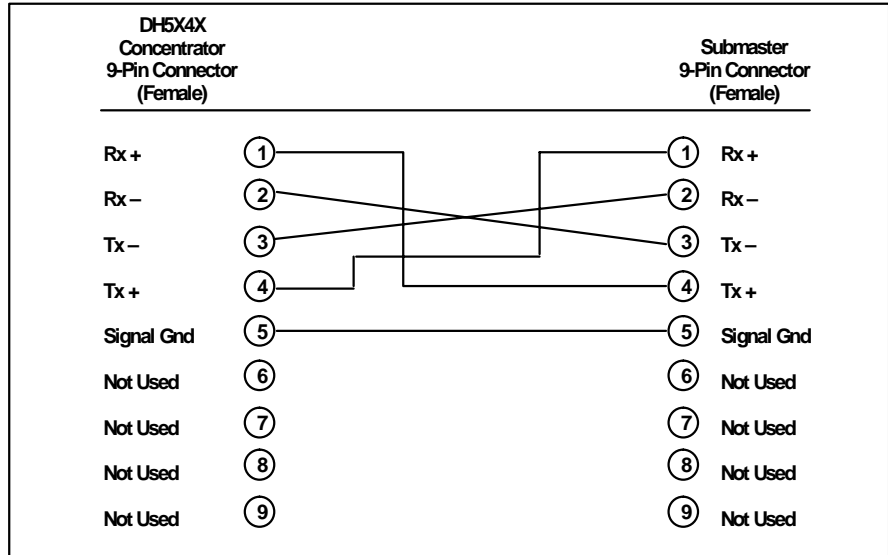 DH5X4X
Concentrator
9-Pin Connector
(Female)
Submaster
9-Pin Connector
(Female)
Rx + 1 1 Rx +
Rx – 2 2 Rx –
Tx – 3 3 Tx –
Tx + 4 4 Tx +
Signal Gnd 5 5 Signal Gnd
Not Used 6 6 Not Used
Not Used 7 7 Not Used
Not Used 8 8 Not Used
Not Used 9 9 Not Used